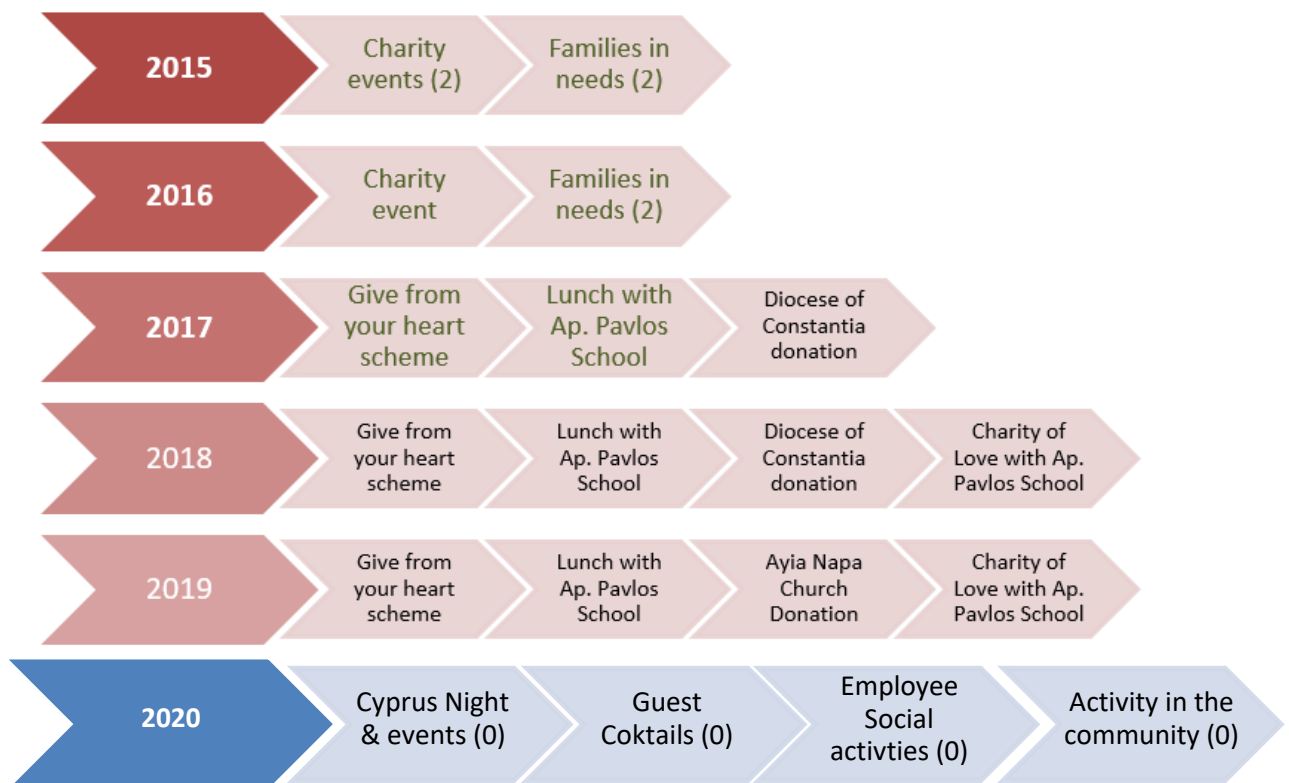 2015
Charity
events (2)
Families in
needs (2)
2016
Charity
event
Families in
needs (2)
2017
Give from
your heart
scheme
Lunch with
Ap. Pavlos
School
Diocese of
Constantia
donation
2018
Give from
your heart
scheme
Lunch with
Ap. Pavlos
School
Diocese of
Constantia
donation
Charity of
Love with Ap.
Pavlos School
2019
Give from
your heart
scheme
Lunch with
Ap. Pavlos
School
Ayia Napa
Church
Donation
Charity of
Love with Ap.
Pavlos School
2020
Cyprus Night
& events (0)
Guest
Coktails (0)
Employee
Social
activties (0)
Activity in the
community (0)